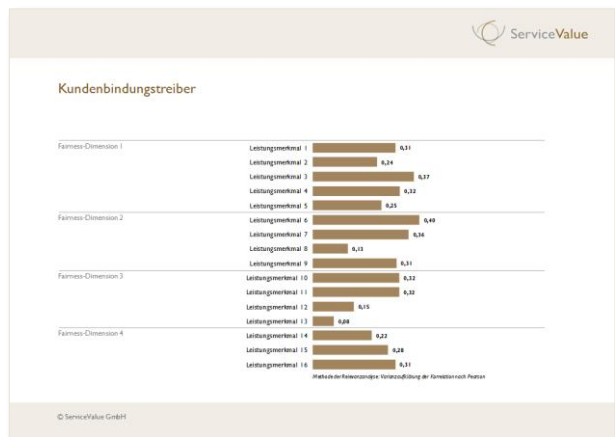 ServiceValue
Kundenbindungstreiber
Fairness-Dimension 1
Leistungsmerkmal 1 0,31
Leistungsmerkmal 2 0,24
Leistungsmerkmal 3 0,37
Leistungsmerkmal 4 0,32
Leistungsmerkmal 5 0,25
Fairness-Dimension 2
Leistungsmerkmal 6 0,40
Leistungsmerkmal 7 0,36
Leistungsmerkmal 8 0,13
Leistungsmerkmal 9 0,31
Fairness-Dimension 3
Leistungsmerkmal 10 0,32
Leistungsmerkmal 11 0,32
Leistungsmerkmal 12 0,15
Leistungsmerkmal 13 0,08
Fairness-Dimension 4
Leistungsmerkmal 14 0,22
Leistungsmerkmal 15 0,28
Leistungsmerkmal 16 0,31
Methode der Relevanzanalyse: Varianzaufklärung der Korrelation nach Pearson
© ServiceValue GmbH